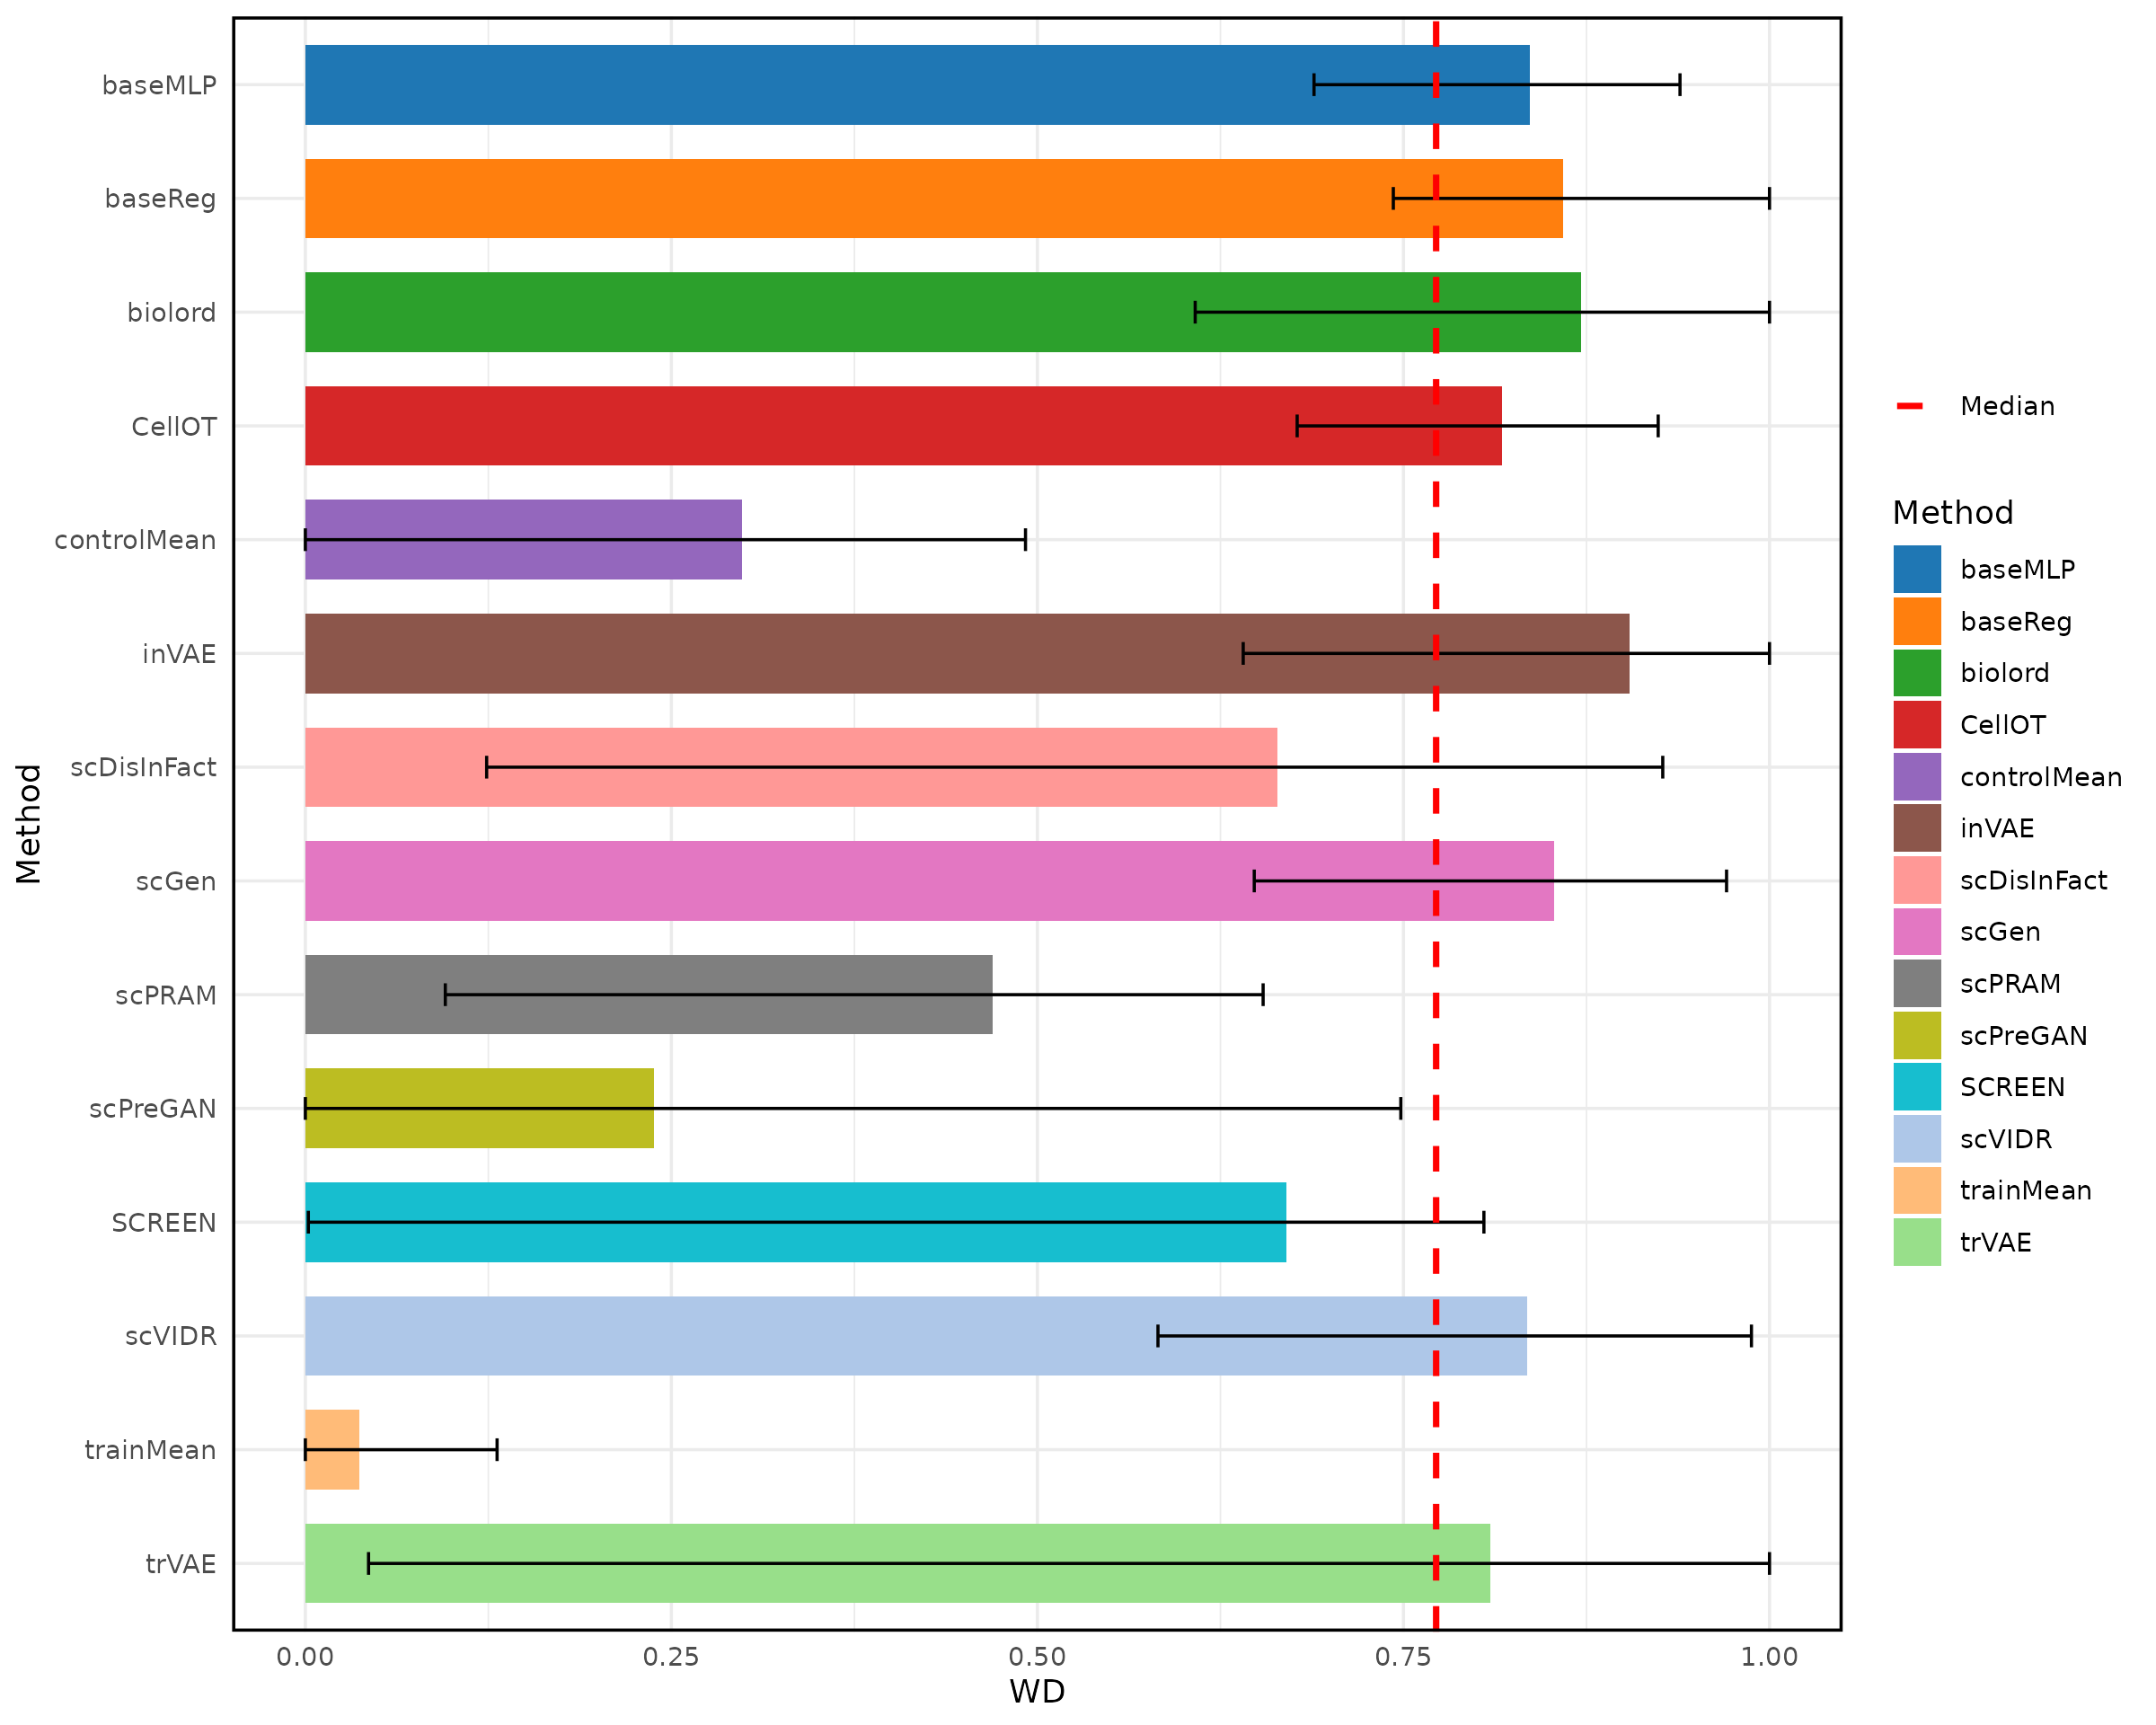 baseMLP
baseReg
biolord
CellOT
controlMean
inVAE
scDisInFact
scGen
scPRAM
scPreGAN
SCREEN
scVIDR
trainMean
trVAE
Method
0.00 0.25 0.50 0.75 1.00
WD
Median
Method
baseMLP
baseReg
biolord
CellOT
controlMean
inVAE
scDisInFact
scGen
scPRAM
scPreGAN
SCREEN
scVIDR
trainMean
trVAE